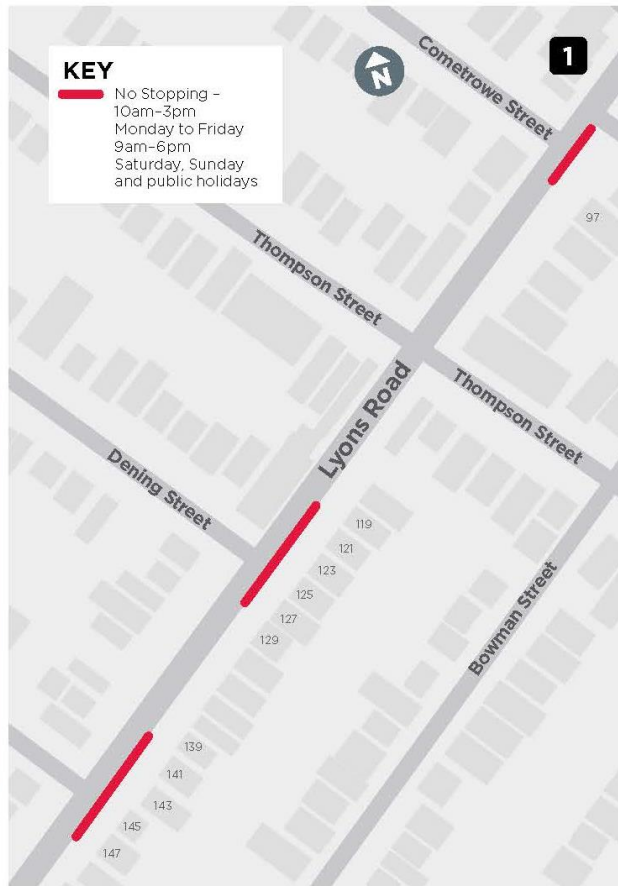 KEY
No Stopping –
10am–3pm
Monday to Friday
9am–6pm
Saturday, Sunday
and public holidays
N
1
Cometrowe Street
97
Thompson Street
Thompson Street
Lyons Road
Dening Street
119
121
123
125
127
129
Bowman Street
139
141
143
145
147